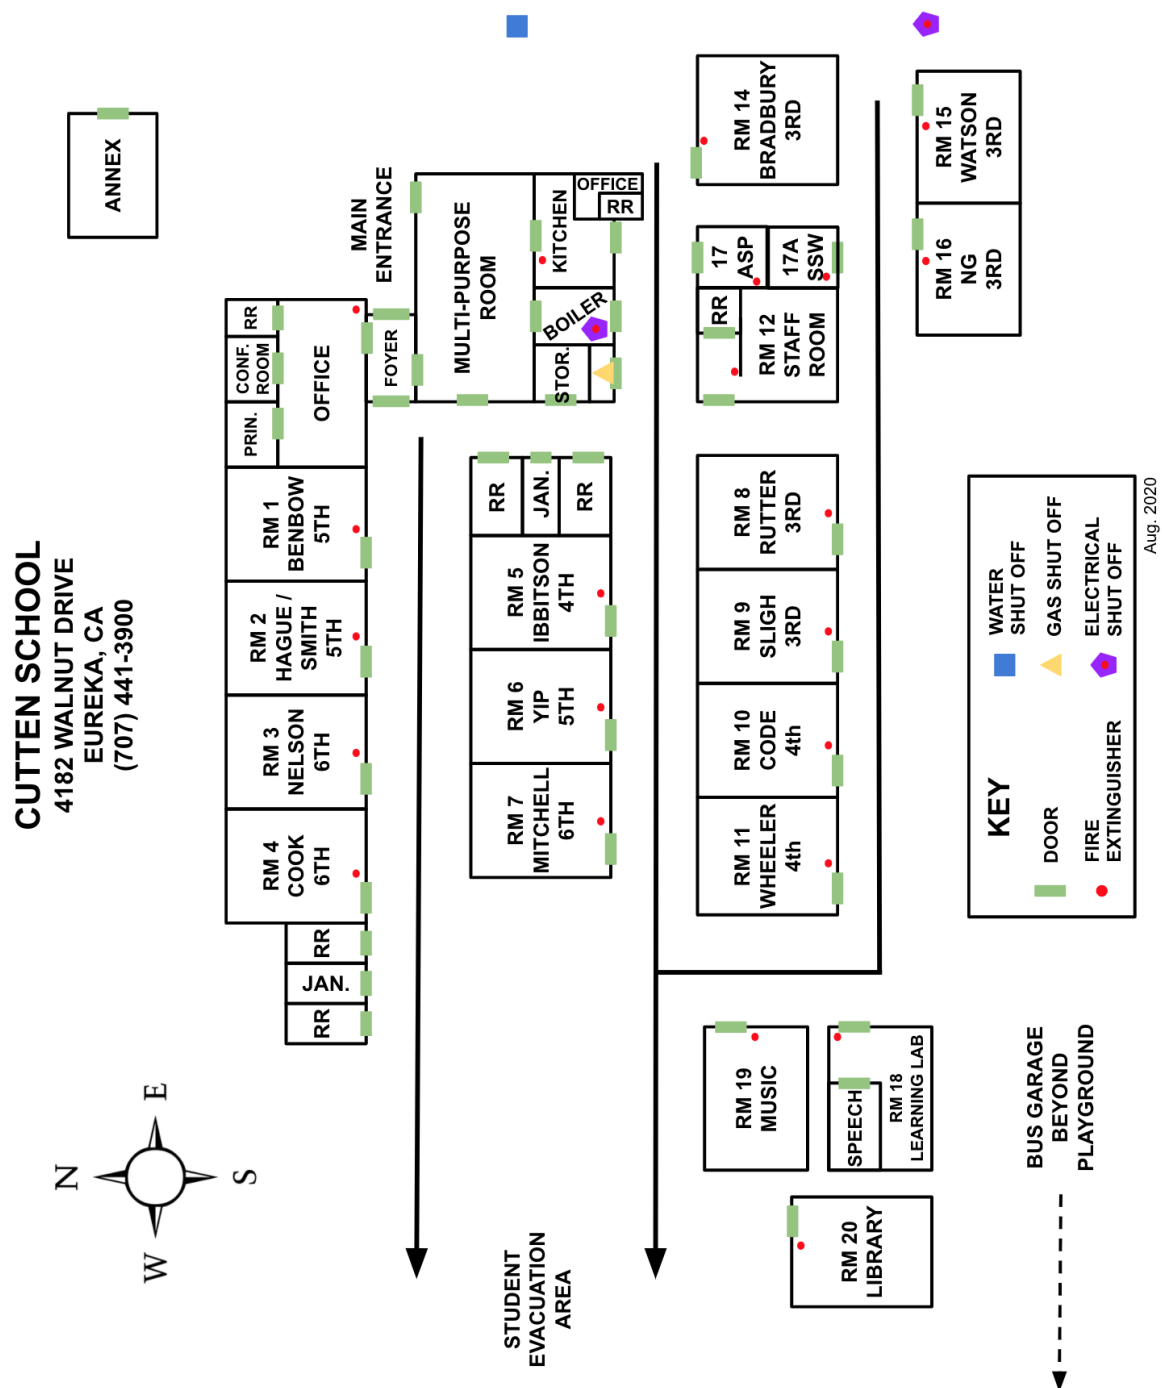 CUTTEN SCHOOL
4182 WALNUT DRIVE
EUREKA, CA
(707) 441-3900
N
W
E
S
ANNEX
MAIN
ENTRANCE
RR
JAN.
RR
RM 4
COOK
6TH
RM 3
NELSON
6TH
RM 2
HAGUE /
SMITH
5TH
RM 1
BENBOW
5TH
PRIN.
CONF.
ROOM
RR
OFFICE
FOYER
MULTI-PURPOSE
ROOM
STOR.
BOILER
KITCHEN
OFFICE
RR
RM 7
MITCHELL
6TH
RM 6
YIP
5TH
RM 5
IBBITSON
4TH
RR
JAN.
RR
STUDENT
EVACUATION
AREA
RM 11
WHEELER
4th
RM 10
CODE
4th
RM 9
SLIGH
3RD
RM 8
RUTTER
3RD
RR
RM 12
STAFF
ROOM
17
ASP
17A
SSW
RM 14
BRADBURY
3RD
RM 19
MUSIC
SPEECH
RM 18
LEARNING LAB
RM 20
LIBRARY
RM 16
NG
3RD
RM 15
WATSON
3RD
BUS GARAGE
BEYOND
PLAYGROUND
KEY
DOOR
FIRE
EXTINGUISHER
WATER
SHUT OFF
GAS SHUT OFF
ELECTRICAL
SHUT OFF
Aug. 2020